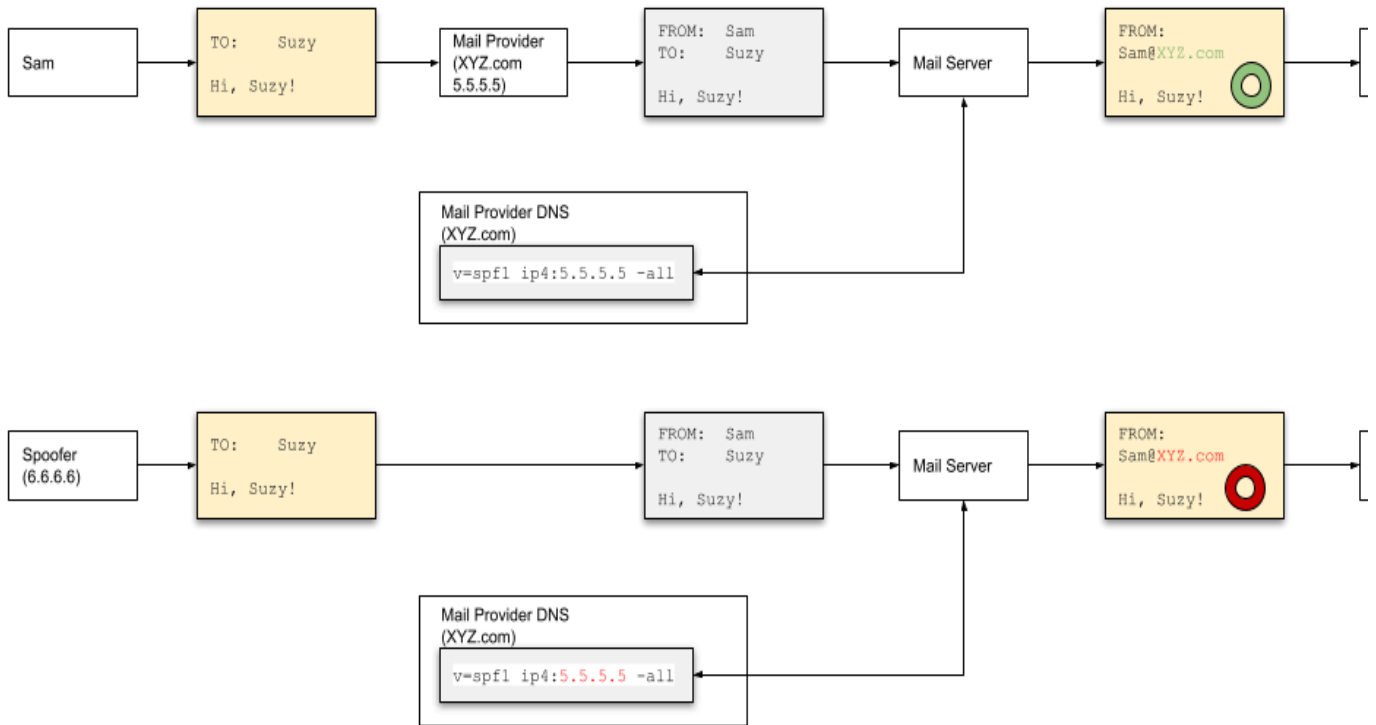 Sam
TO: Suzy
Hi, Suzy!
Mail Provider
(XYZ.com
5.5.5.5)
FROM: Sam
TO: Suzy
Hi, Suzy!
Mail Server
FROM:
Sam@XYZ.com
Hi, Suzy!
Mail Provider DNS
(XYZ.com)
v=spf1 ip4:5.5.5.5 -all
Spoofer
(6.6.6.6)
TO: Suzy
Hi, Suzy!
FROM: Sam
TO: Suzy
Hi, Suzy!
Mail Server
FROM:
Sam@XYZ.com
Hi, Suzy!
Mail Provider DNS
(XYZ.com)
v=spf1 ip4:5.5.5.5 -all